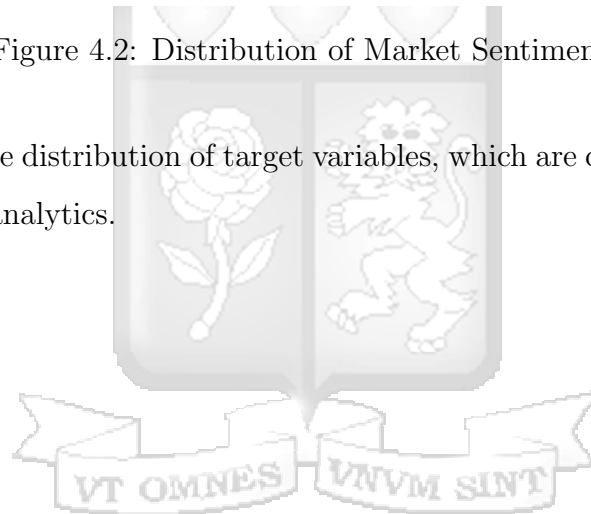 Figure 4.2: Distribution of Market Sentimen
e distribution of target variables, which are
nalytics.
VT OMNES VNVM SINT